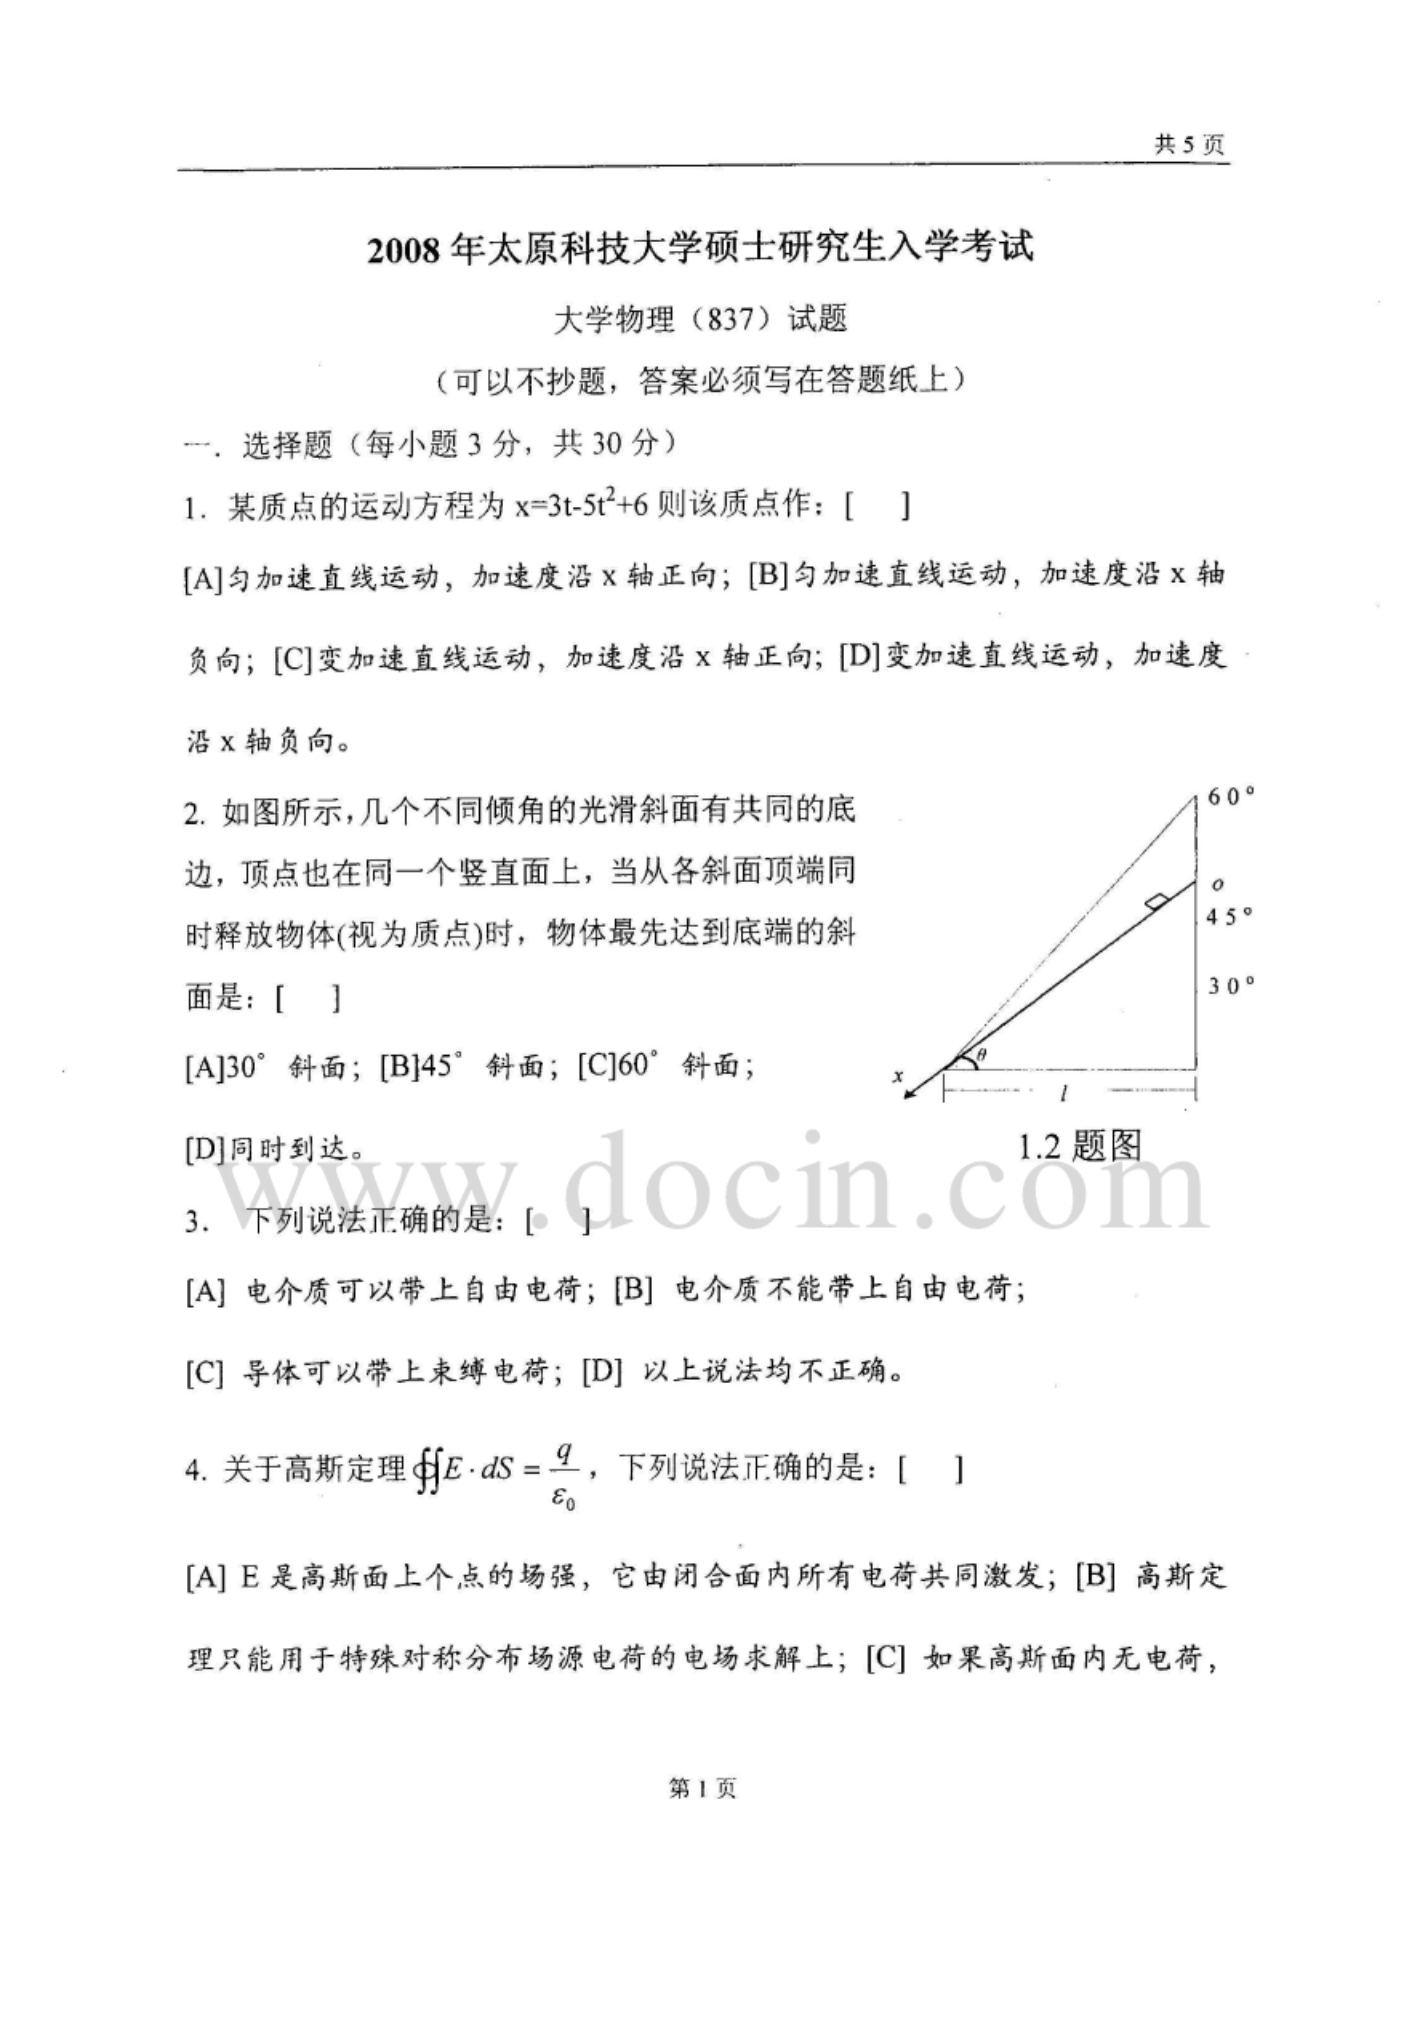 共 5 页
2008 年太原科技大学硕士研究生入学考试
大学物理（837）试题
（可以不抄题，答案必须写在答题纸上）
一．选择题（每小题 3 分，共 30 分）
1. 某质点的运动方程为 x=3t-5t²+6 则该质点作：[ ]
[A]匀加速直线运动，加速度沿 x 轴正向；[B]匀加速直线运动，加速度沿 x 轴
负向；[C]变加速直线运动，加速度沿 x 轴正向; [D]变加速直线运动，加速度
沿 x 轴负向。
2. 如图所示,几个不同倾角的光滑斜面有共同的底
边，顶点也在同一个竖直面上，当从各斜面顶端同
时释放物体(视为质点)时，物体最先达到底端的斜
面是：[ ]
[A]30° 斜面；[B]45° 斜面；[C]60° 斜面；
[D]同时到达。
60°
o
45°
30°
θ
x
l
1.2 题图
www.docin.com
3. 下列说法正确的是：[ ]
[A] 电介质可以带上自由电荷；[B] 电介质不能带上自由电荷；
[C] 导体可以带上束缚电荷；[D] 以上说法均不正确。
4. 关于高斯定理∯E·dS = q/ε₀，下列说法正确的是：[ ]
[A] E 是高斯面上个点的场强，它由闭合面内所有电荷共同激发；[B] 高斯定
理只能用于特殊对称分布场源电荷的电场求解上；[C] 如果高斯面内无电荷，
第 1 页